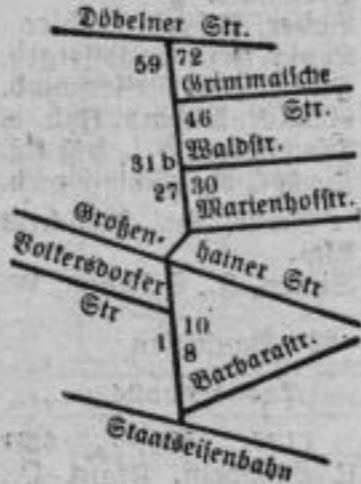 Döbelner Str.
59 72
Grimmaische
Str.
46
Waldstr.
31 b
27 30
Marienhofstr.
Großen-
hainer Str
Volkersdorfer
Str
10
1 8
Barbarastr.
Staatseisenbahn